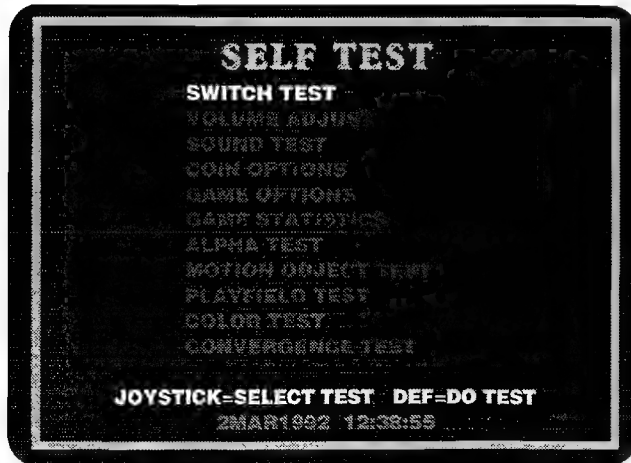 SELF TEST
SWITCH TEST
VOLUME ADJUST
SOUND TEST
COIN OPTIONS
GAME OPTIONS
GAME STATISTICS
ALPHA TEST
MOTION OBJECT TEST
PLAYFIELD TEST
COLOR TEST
CONVERGENCE TEST
JOYSTICK=SELECT TEST DEF=DO TEST
2MAR1992 12:38:55